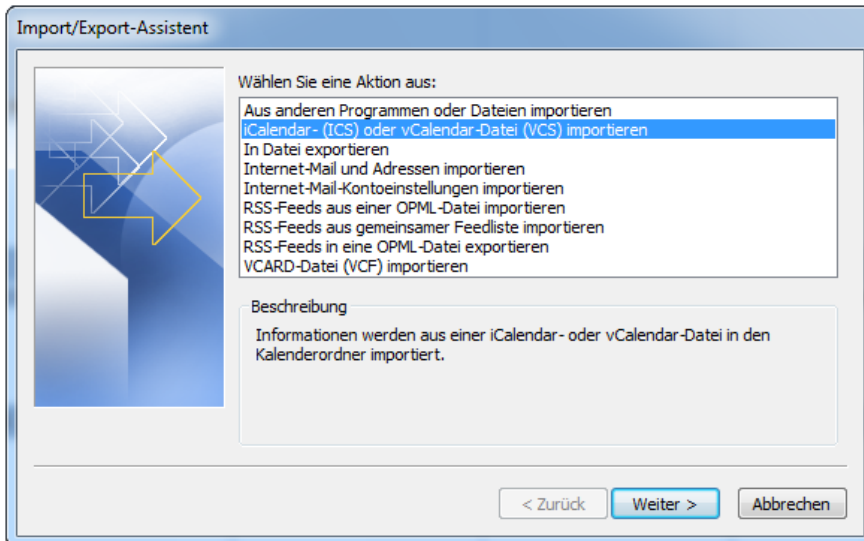 Import/Export-Assistent
Wählen Sie eine Aktion aus:
Aus anderen Programmen oder Dateien importieren
iCalendar- (ICS) oder vCalendar-Datei (VCS) importieren
In Datei exportieren
Internet-Mail und Adressen importieren
Internet-Mail-Kontoeinstellungen importieren
RSS-Feeds aus einer OPML-Datei importieren
RSS-Feeds aus gemeinsamer Feedliste importieren
RSS-Feeds in eine OPML-Datei exportieren
VCARD-Datei (VCF) importieren
Beschreibung
Informationen werden aus einer iCalendar- oder vCalendar-Datei in den
Kalenderordner importiert.
< Zurück Weiter > Abbrechen